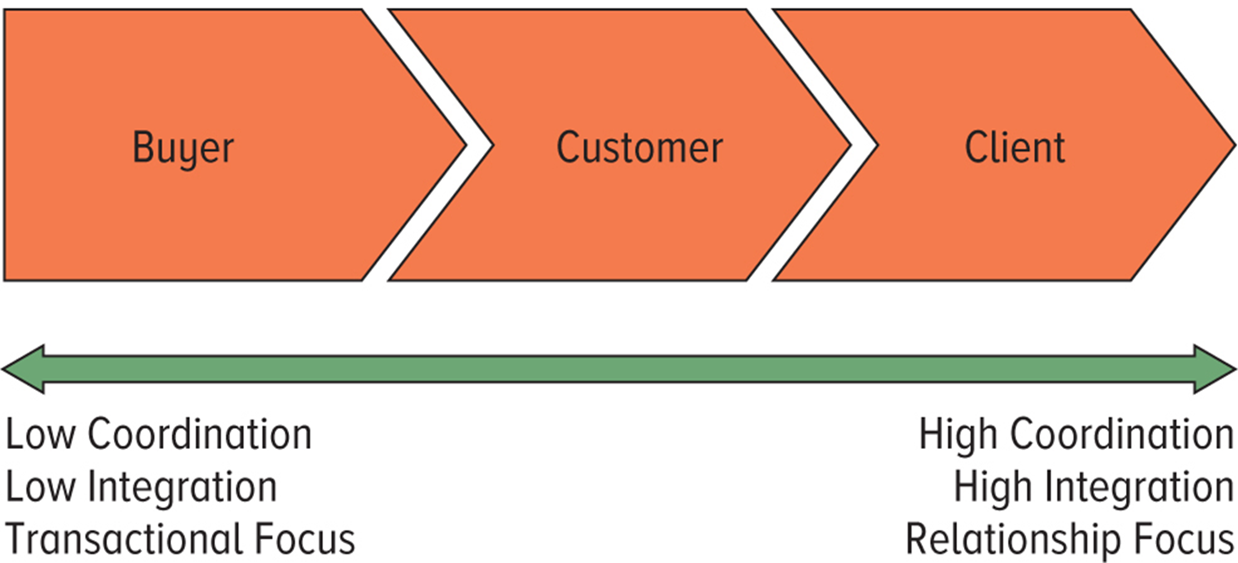 Buyer
Customer
Client
Low Coordination
Low Integration
Transactional Focus
High Coordination
High Integration
Relationship Focus